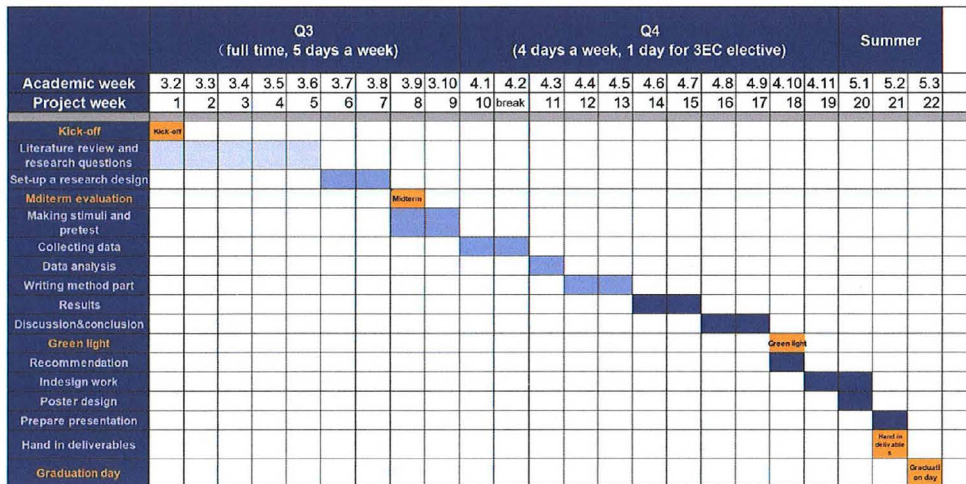 Q3
(full time, 5 days a week)
Q4
(4 days a week, 1 day for 3EC elective)
Summer
Academic week 3.2 3.3 3.4 3.5 3.6 3.7 3.8 3.9 3.10 4.1 4.2 4.3 4.4 4.5 4.6 4.7 4.8 4.9 4.10 4.11 5.1 5.2 5.3
Project week 1 2 3 4 5 6 7 8 9 10 break 11 12 13 14 15 16 17 18 19 20 21 22
Kick-off Kick-off
Literature review and
research questions
Set-up a research design
Mditerm evaluation Midterm
Making stimuli and
pretest
Collecting data
Data analysis
Writing method part
Results
Discussion&conclusion
Green light Green light
Recommendation
Indesign work
Poster design
Prepare presentation
Hand in deliverables Hand in
delivable
s
Graduation day Graduati
on day